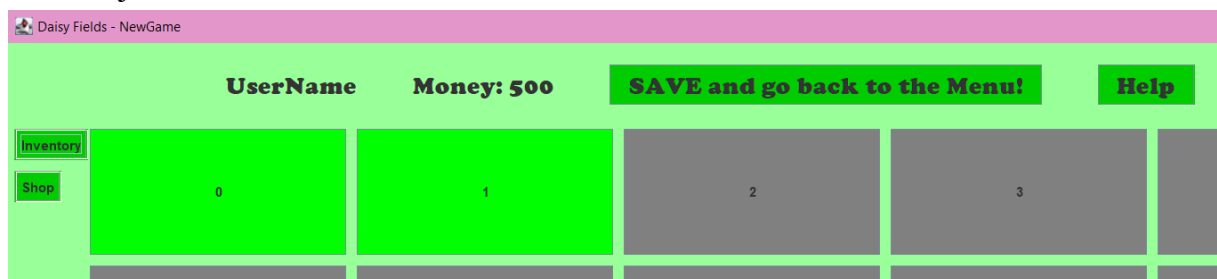 Daisy Fields - NewGame
UserName Money: 500 SAVE and go back to the Menu! Help
Inventory
Shop
0 1 2 3